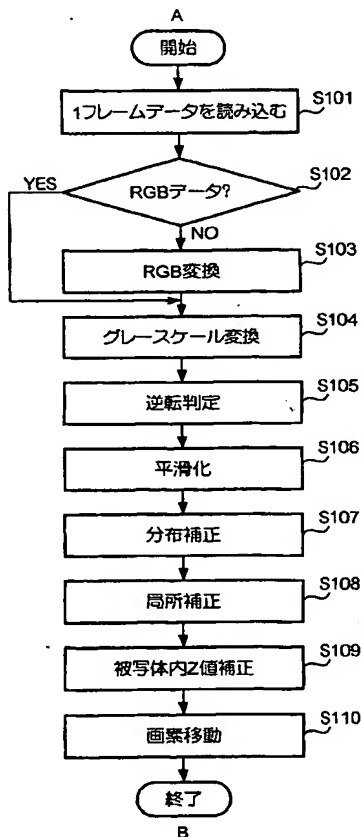 A
開始
1フレームデータを読み込む
S101
RGBデータ?
S102
YES
NO
RGB変換
S103
グレースケール変換
S104
逆転判定
S105
平滑化
S106
分布補正
S107
局所補正
S108
被写体内Z値補正
S109
画素移動
S110
終了
B